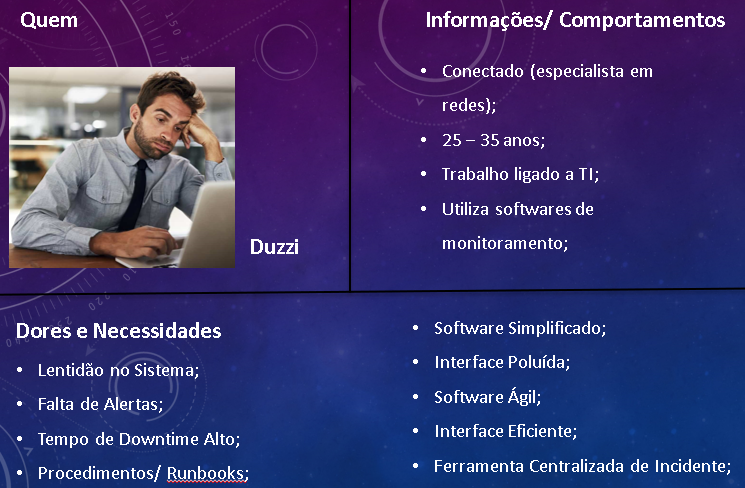 Quem
Duzzi
Informações/ Comportamentos
• Conectado (especialista em
redes);
• 25 – 35 anos;
• Trabalho ligado a TI;
• Utiliza softwares de
monitoramento;
Dores e Necessidades
• Lentidão no Sistema;
• Falta de Alertas;
• Tempo de Downtime Alto;
• Procedimentos/ Runbooks;
• Software Simplificado;
• Interface Poluída;
• Software Ágil;
• Interface Eficiente;
• Ferramenta Centralizada de Incidente;